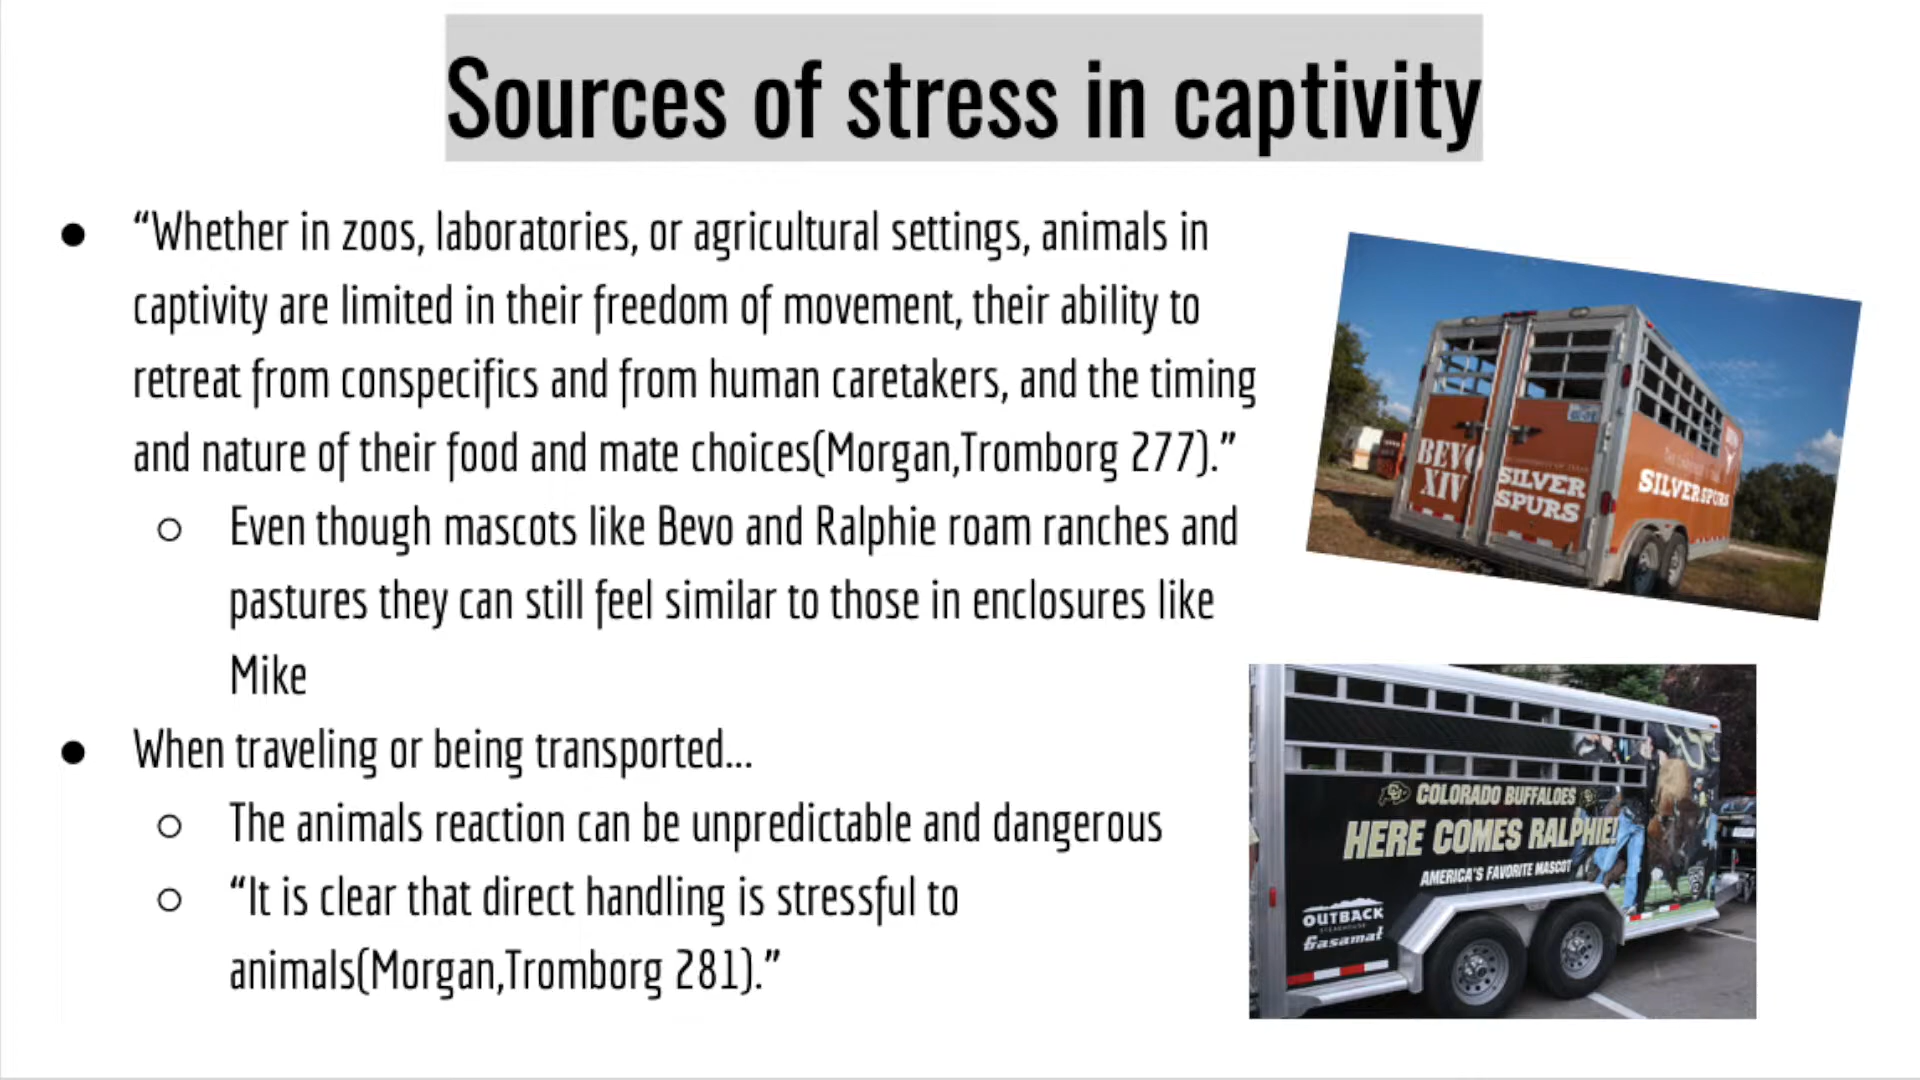 Sources of stress in captivity
● “Whether in zoos, laboratories, or agricultural settings, animals in
captivity are limited in their freedom of movement, their ability to
retreat from conspecifics and from human caretakers, and the timing
and nature of their food and mate choices(Morgan,Tromborg 277).”
○ Even though mascots like Bevo and Ralphie roam ranches and
pastures they can still feel similar to those in enclosures like
Mike
● When traveling or being transported...
○ The animals reaction can be unpredictable and dangerous
○ “It is clear that direct handling is stressful to
animals(Morgan,Tromborg 281).”
BEVO
XIV
SILVER
SPURS
SILVER SPURS
COLORADO BUFFALOES
HERE COMES RALPHIE!
AMERICA'S FAVORITE MASCOT
OUTBACK
STEAKHOUSE
Gasamat